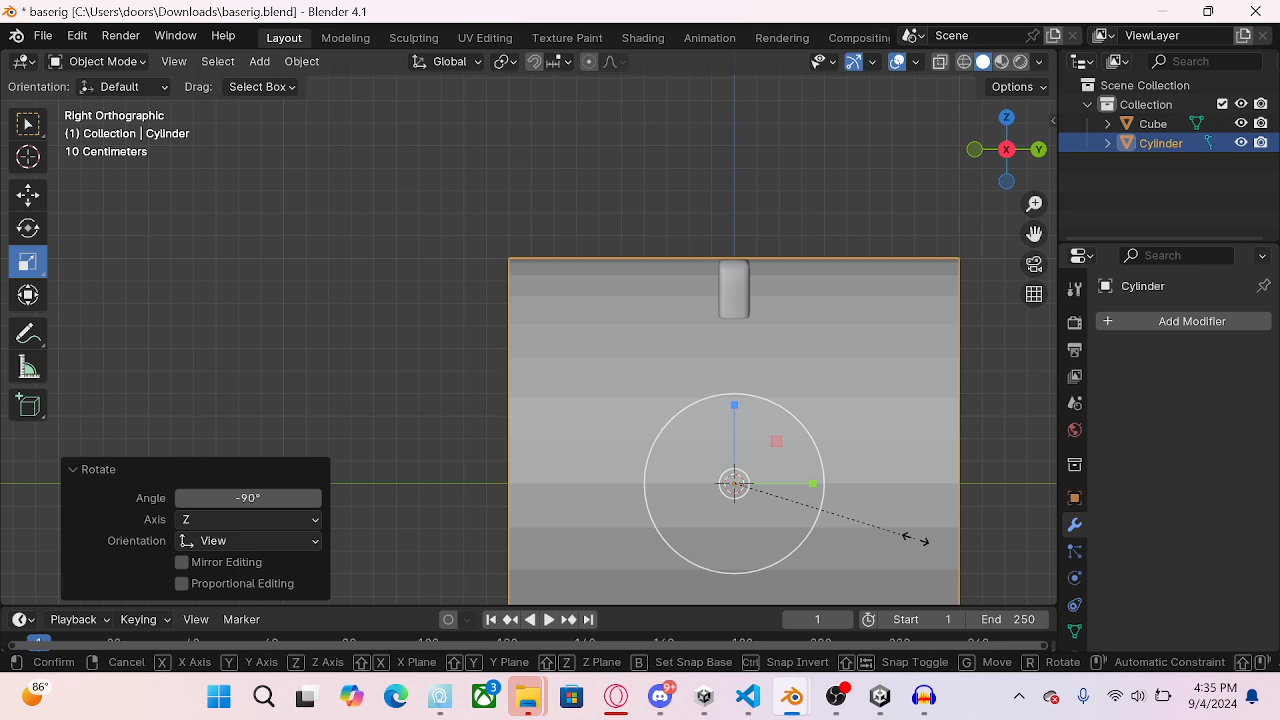 * baserig [C:\Users\doors\Downloads\baserig.blend] - Blender 4.1
File Edit Render Window Help Layout Modeling Sculpting UV Editing Texture Paint Shading Animation Rendering Compositing Scene ViewLayer
Object Mode View Select Add Object Global Search
Orientation: Default Drag: Select Box Options
Right Orthographic
(1) Collection | Cylinder
10 Centimeters
Z
X
Y
Scene Collection
Collection
Cube
Cylinder
Search
Cylinder
+ Add Modifier
Rotate
Angle -90°
Axis Z
Orientation View
Mirror Editing
Proportional Editing
Playback Keying View Marker 1 Start 1 End 250
1
Confirm Cancel X X Axis Y Y Axis Z Z Axis X X Plane Y Y Plane Z Z Plane B Set Snap Base Ctrl Snap Invert Snap Toggle G Move R Rotate Automatic Constraint
86° 3 9+ 4:35 PM
9/4/2024